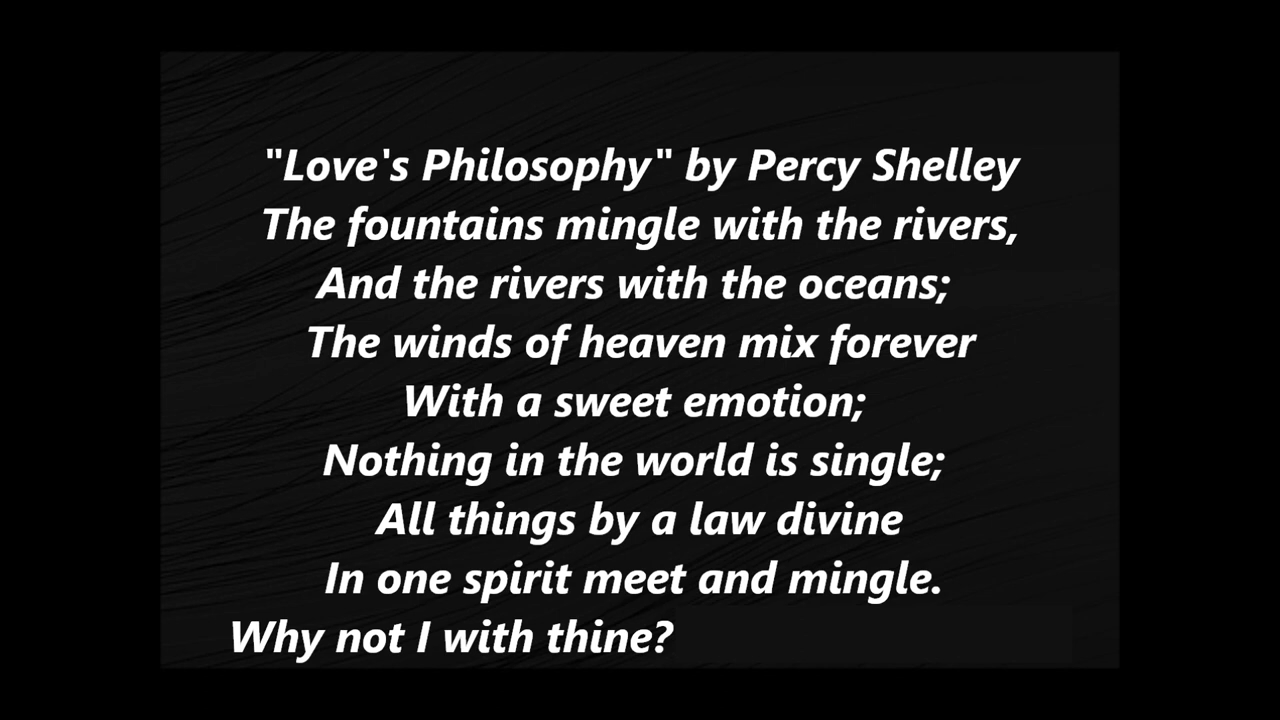 "Love's Philosophy" by Percy Shelley
The fountains mingle with the rivers,
And the rivers with the oceans;
The winds of heaven mix forever
With a sweet emotion;
Nothing in the world is single;
All things by a law divine
In one spirit meet and mingle.
Why not I with thine?